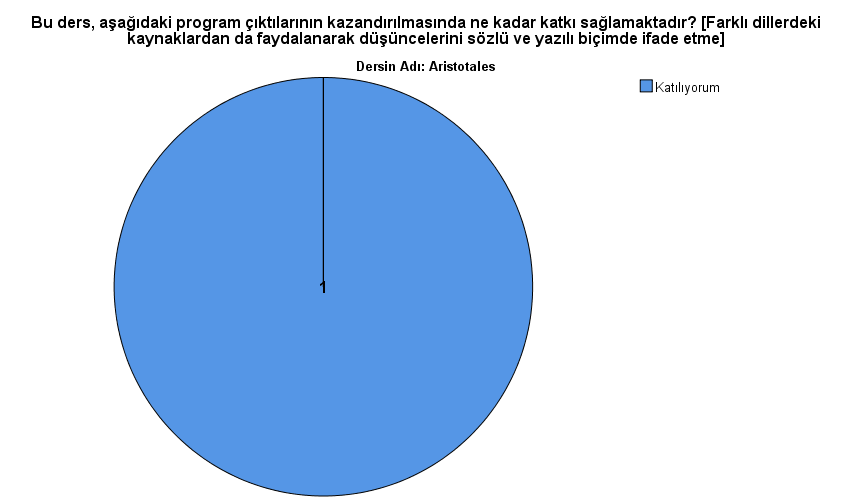 Bu ders, aşağıdaki program çıktılarının kazandırılmasında ne kadar katkı sağlamaktadır? [Farklı dillerdeki
kaynaklardan da faydalanarak düşüncelerini sözlü ve yazılı biçimde ifade etme]
Dersin Adı: Aristotales
Katılıyorum
1